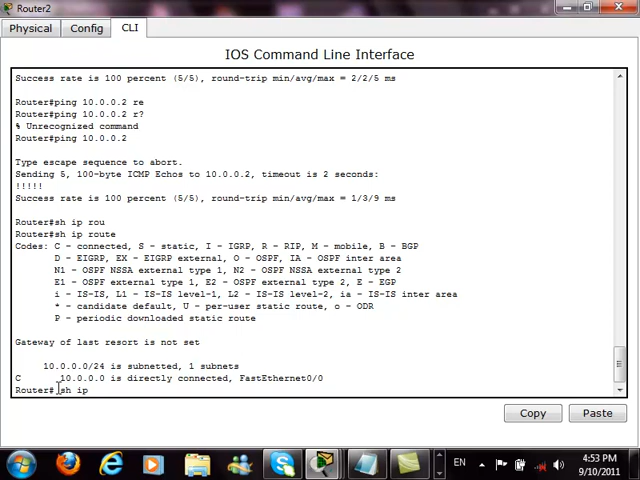 Router2
Physical Config CLI
IOS Command Line Interface
Success rate is 100 percent (5/5), round-trip min/avg/max = 2/2/5 ms
Router#ping 10.0.0.2 re
Router#ping 10.0.0.2 r?
% Unrecognized command
Router#ping 10.0.0.2
Type escape sequence to abort.
Sending 5, 100-byte ICMP Echos to 10.0.0.2, timeout is 2 seconds:
!!!!!
Success rate is 100 percent (5/5), round-trip min/avg/max = 1/3/9 ms
Router#sh ip rou
Router#sh ip route
Codes: C - connected, S - static, I - IGRP, R - RIP, M - mobile, B - BGP
D - EIGRP, EX - EIGRP external, O - OSPF, IA - OSPF inter area
N1 - OSPF NSSA external type 1, N2 - OSPF NSSA external type 2
E1 - OSPF external type 1, E2 - OSPF external type 2, E - EGP
i - IS-IS, L1 - IS-IS level-1, L2 - IS-IS level-2, ia - IS-IS inter area
* - candidate default, U - per-user static route, o - ODR
P - periodic downloaded static route
Gateway of last resort is not set
10.0.0.0/24 is subnetted, 1 subnets
C 10.0.0.0 is directly connected, FastEthernet0/0
Router# sh ip
Copy Paste
EN 4:53 PM
9/10/2011